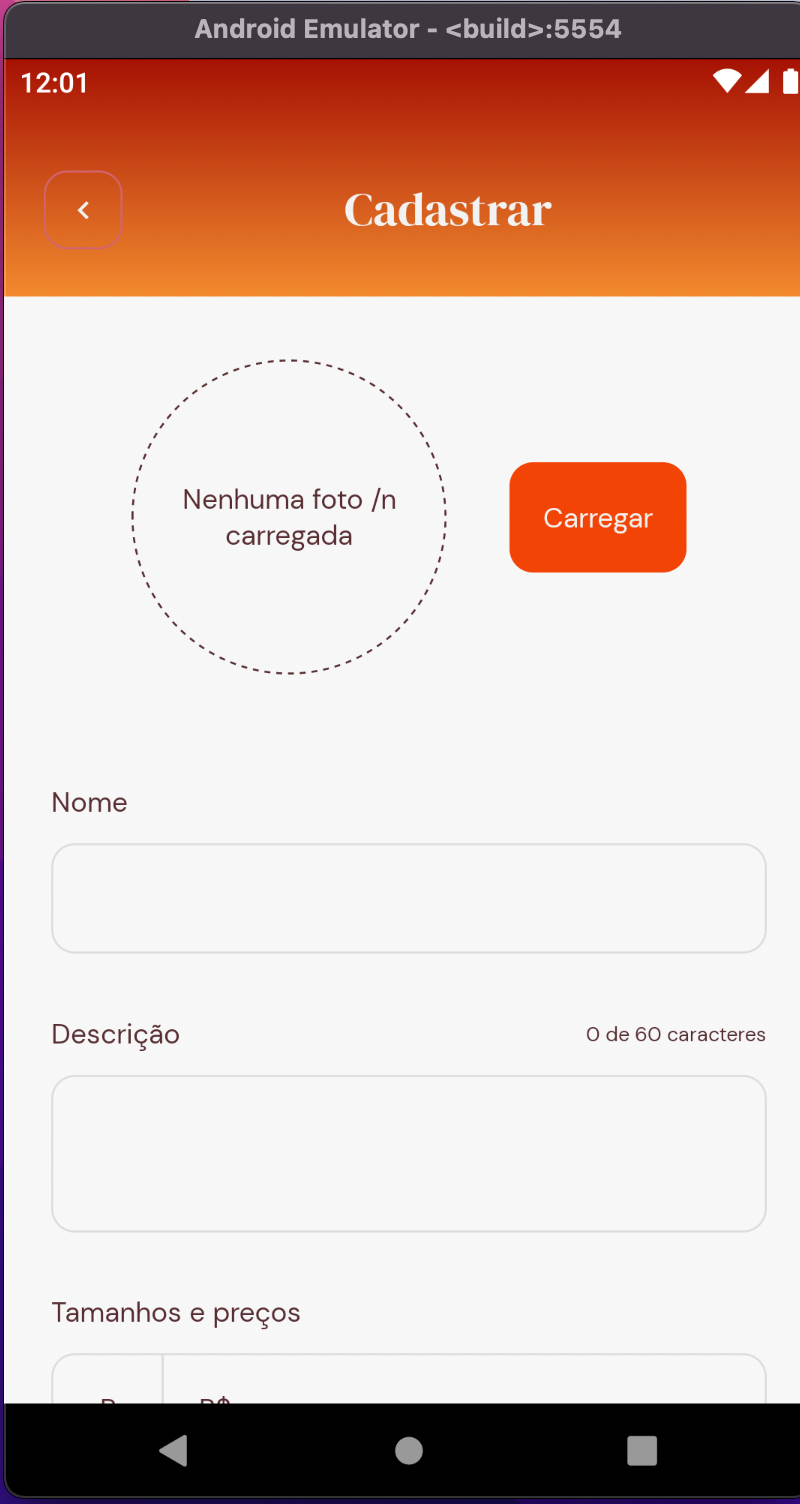 Android Emulator - <build>:5554
12:01
Cadastrar
Nenhuma foto /n
carregada
Carregar
Nome
Descrição
0 de 60 caracteres
Tamanhos e preços
R$